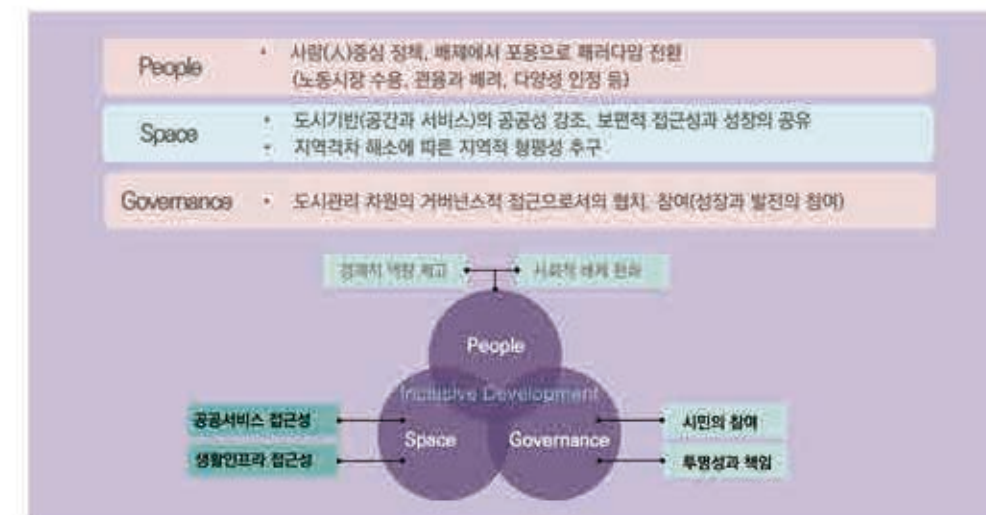 People
• 사람(人)중심 정책, 배제에서 포용으로 패러다임 전환
(노동시장 수용, 관용과 배려, 다양성 인정 등)
Space
• 도시기반(공간과 서비스)의 공공성 강조, 보편적 접근성과 성장의 공유
• 지역격차 해소에 따른 지역적 형평성 추구
Governance
• 도시관리 차원의 거버넌스적 접근으로서의 협치, 참여(성장과 발전의 참여)
경제적 역량 제고
사회적 배제 완화
People
Inclusive Development
공공서비스 접근성
생활인프라 접근성
Space
Governance
시민의 참여
투명성과 책임